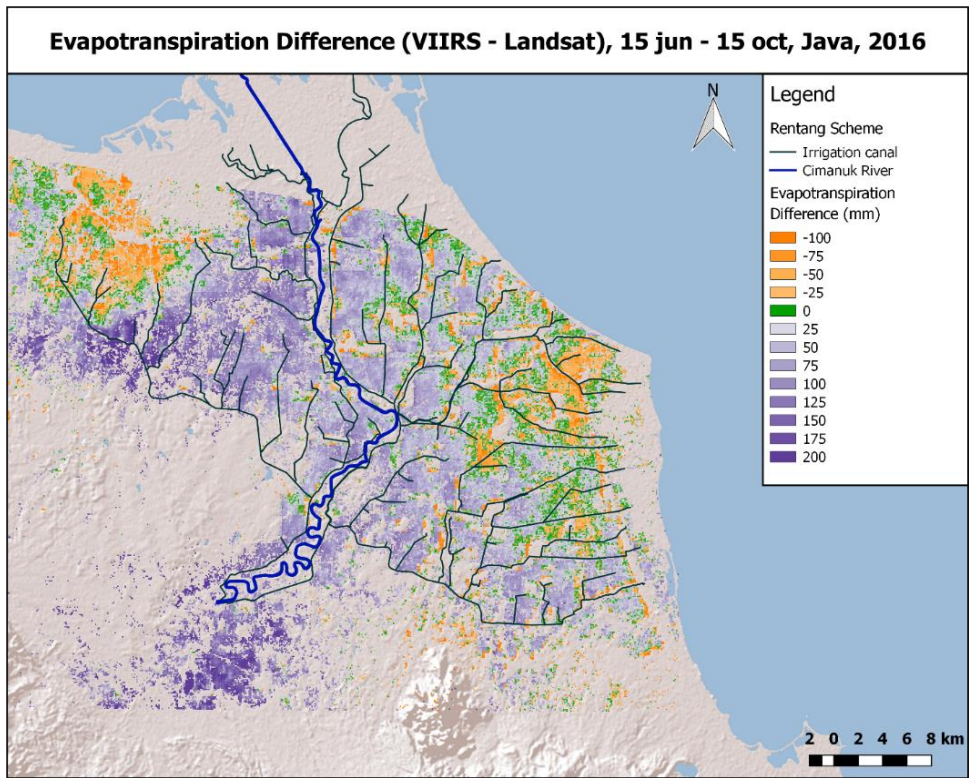 Evapotranspiration Difference (VIIRS - Landsat), 15 jun - 15 oct, Java, 2016
N
Legend
Rentang Scheme
Irrigation canal
Cimanuk River
Evapotranspiration
Difference (mm)
-100
-75
-50
-25
0
25
50
75
100
125
150
175
200
2 0 2 4 6 8 km